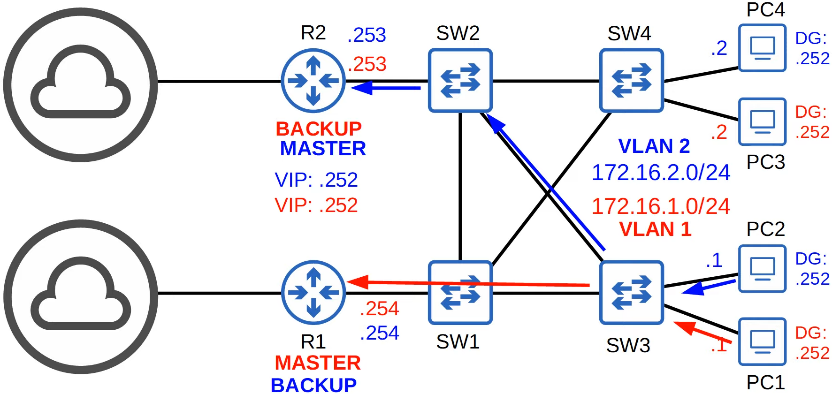 R2
.253
.253
SW2
SW4
PC4
.2
DG:
.252
BACKUP
MASTER
VIP: .252
VIP: .252
VLAN 2
172.16.2.0/24
172.16.1.0/24
VLAN 1
.2
DG:
.252
PC3
PC2
.1
DG:
.252
R1
.254
.254
SW1
SW3
MASTER
BACKUP
.1
DG:
.252
PC1